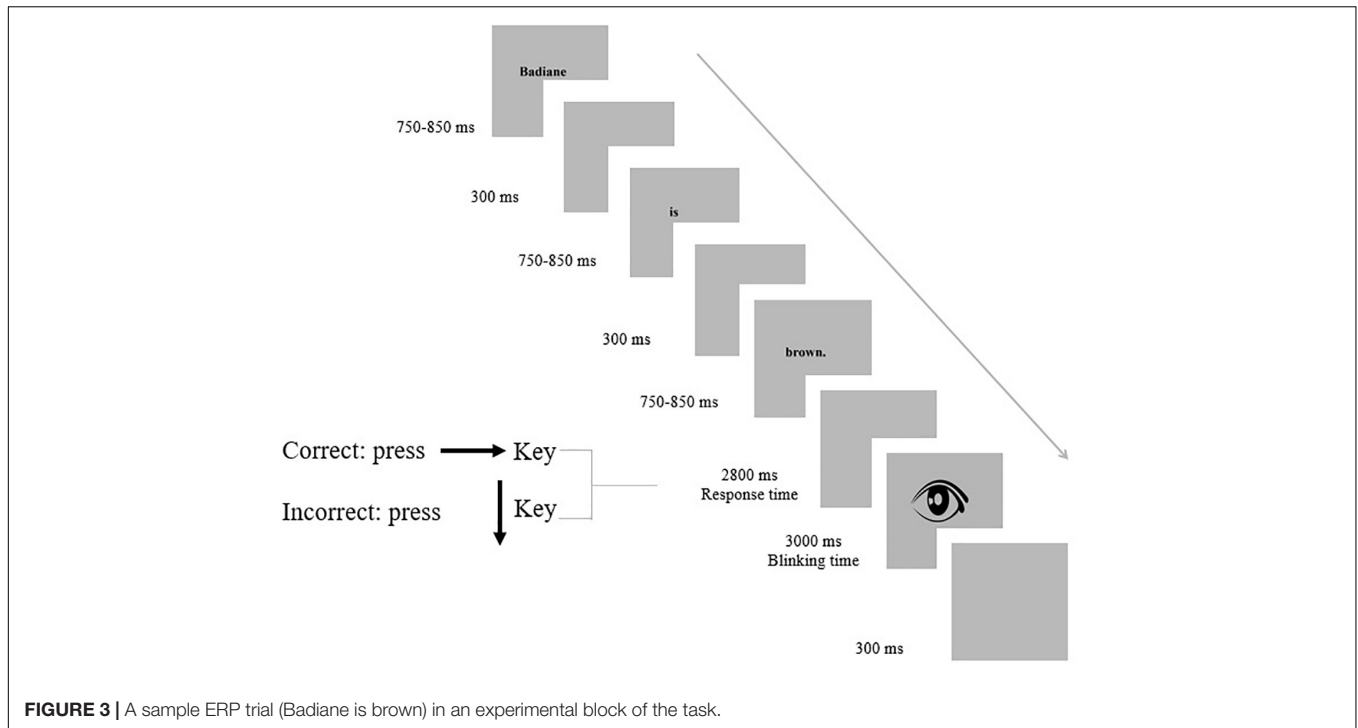 Badiane
750-850 ms
300 ms
is
750-850 ms
300 ms
brown.
750-850 ms
Correct: press Key
Incorrect: press Key
2800 ms
Response time
3000 ms
Blinking time
300 ms
FIGURE 3 | A sample ERP trial (Badiane is brown) in an experimental block of the task.